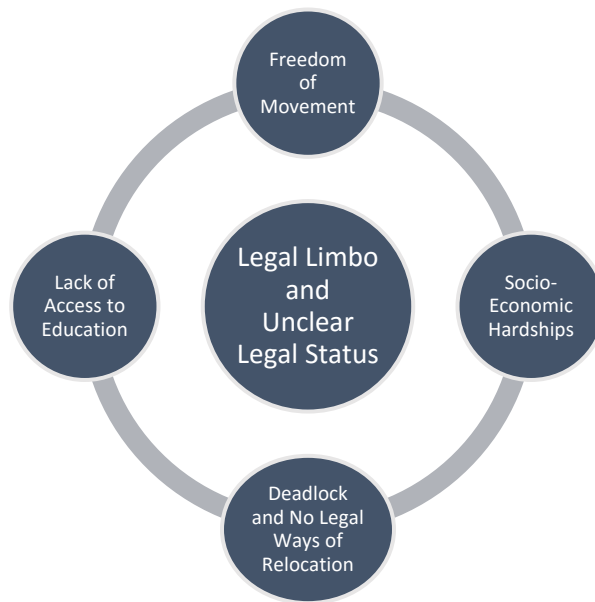 Freedom
of
Movement
Legal Limbo
and
Unclear
Legal Status
Lack of
Access to
Education
Socio-
Economic
Hardships
Deadlock
and No Legal
Ways of
Relocation